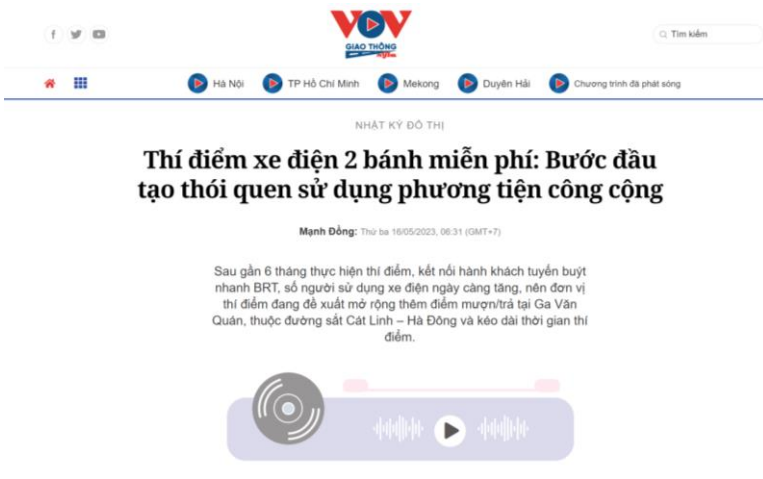 VOV
GIAO THÔNG
Tìm kiếm
Hà Nội
TP Hồ Chí Minh
Mekong
Duyên Hải
Chương trình đã phát sóng
NHẬT KÝ ĐÔ THỊ
Thí điểm xe điện 2 bánh miễn phí: Bước đầu
tạo thói quen sử dụng phương tiện công cộng
Mạnh Đồng: Thứ ba 16/05/2023, 06:31 (GMT+7)
Sau gần 6 tháng thực hiện thí điểm, kết nối hành khách tuyến buýt
nhanh BRT, số người sử dụng xe điện ngày càng tăng, nên đơn vị
thí điểm đang đề xuất mở rộng thêm điểm mượn/trả tại Ga Văn
Quán, thuộc đường sắt Cát Linh – Hà Đông và kéo dài thời gian thí
điểm.